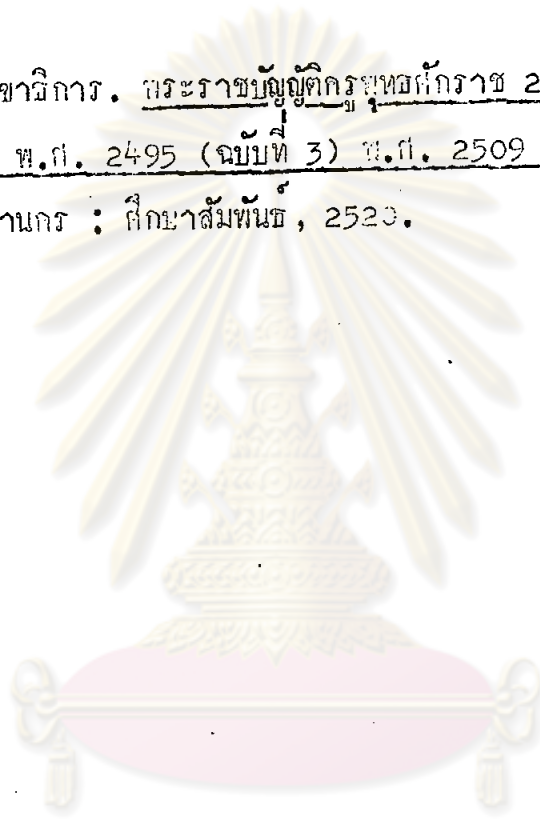 ขาธิการ. พระราชบัญญัติครูพุทธศักราช 2
พ.ศ. 2495 (ฉบับที่ 3) พ.ศ. 2509
านกร : ศึกษาสัมพันธ์, 2520.